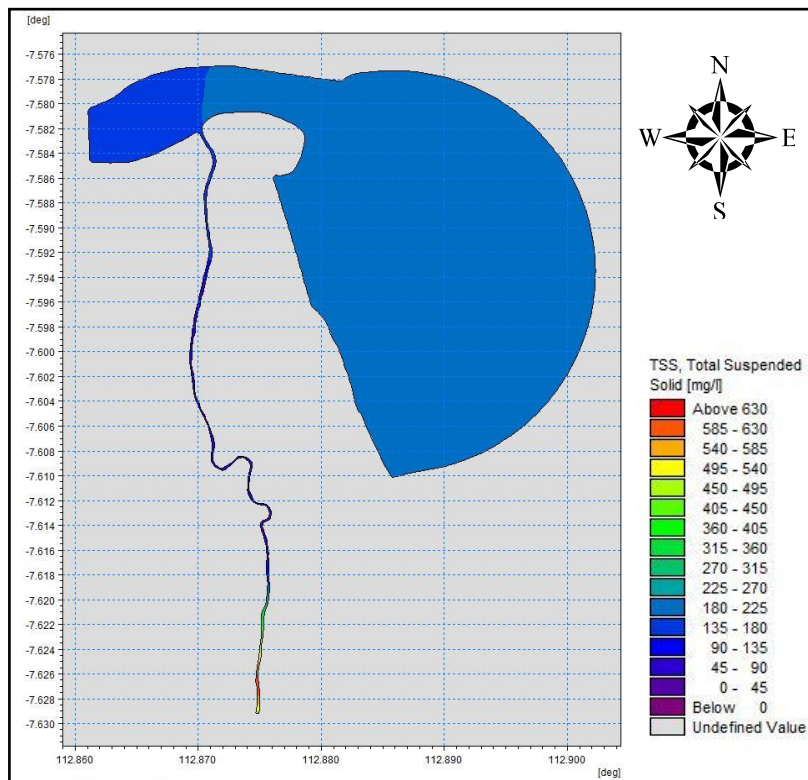 [deg]
-7.576
-7.578
-7.580
-7.582
-7.584
-7.586
-7.588
-7.590
-7.592
-7.594
-7.596
-7.598
-7.600
-7.602
-7.604
-7.606
-7.608
-7.610
-7.612
-7.614
-7.616
-7.618
-7.620
-7.622
-7.624
-7.626
-7.628
-7.630
112.860 112.870 112.880 112.890 112.900
[deg]
N
W E
S
TSS, Total Suspended
Solid [mg/l]
Above 630
585 - 630
540 - 585
495 - 540
450 - 495
405 - 450
360 - 405
315 - 360
270 - 315
225 - 270
180 - 225
135 - 180
90 - 135
45 - 90
0 - 45
Below 0
Undefined Value